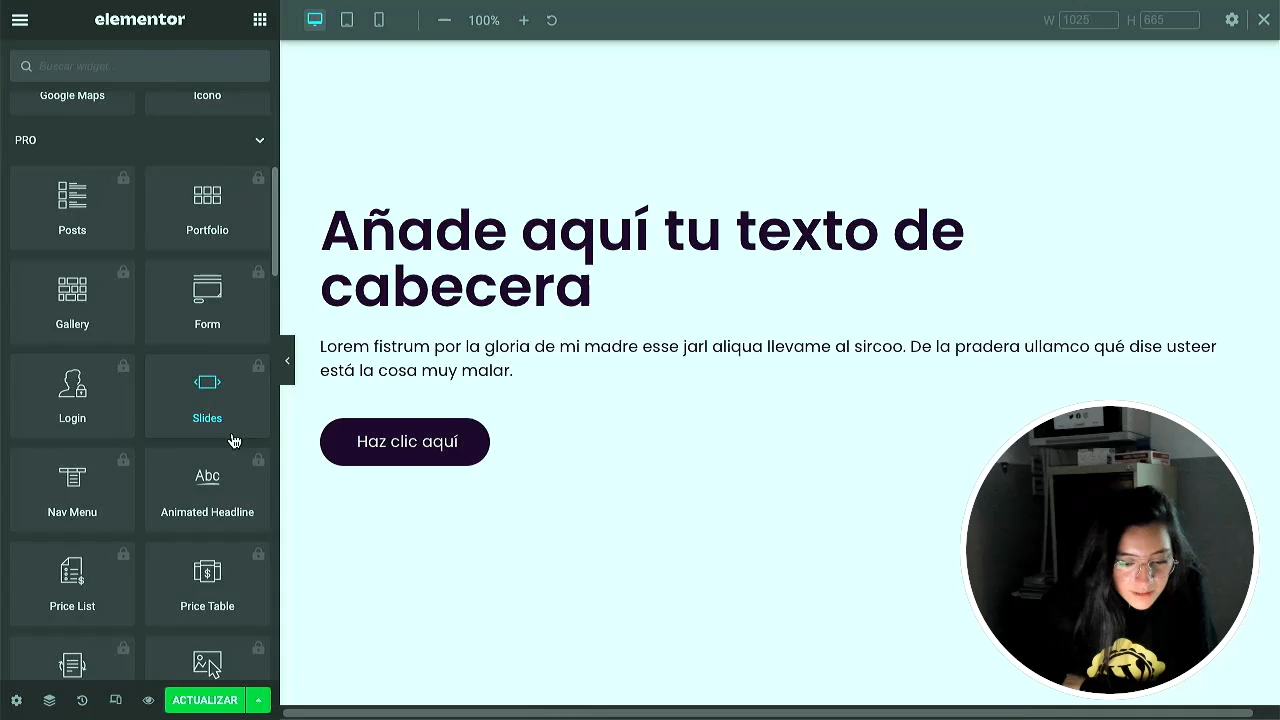 elementor
100%
W 1025 H 665
Buscar widget...
Google Maps Icono
PRO
Posts Portfolio
Gallery Form
Login Slides
Nav Menu Abc Animated Headline
Price List Price Table
ACTUALIZAR
Añade aquí tu texto de
cabecera
Lorem fistrum por la gloria de mi madre esse jarl aliqua llevame al sircoo. De la pradera ullamco qué dise usteer
está la cosa muy malar.
Haz clic aquí